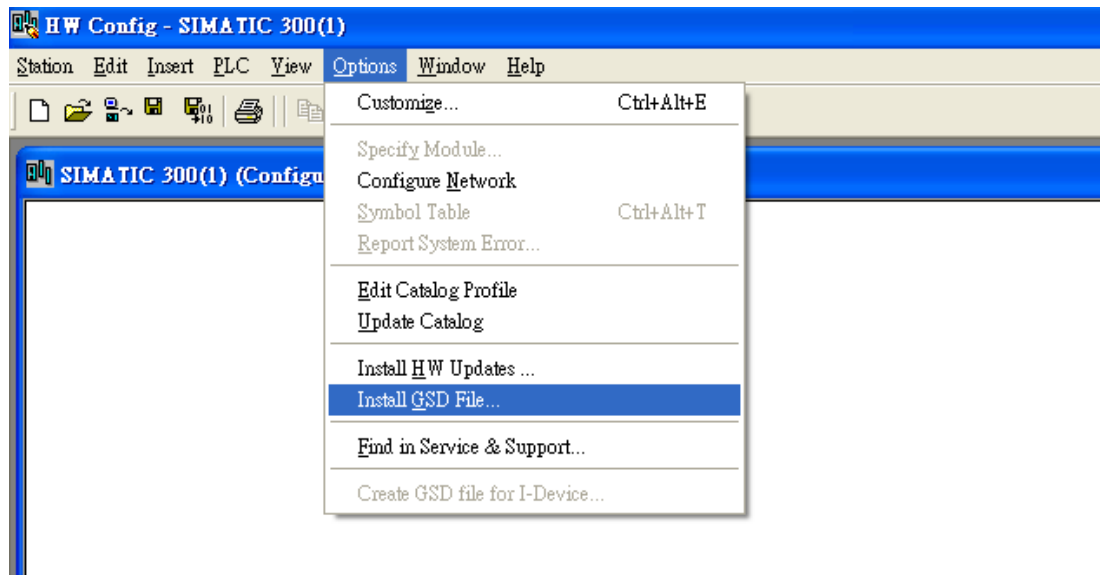 HW Config - SIMATIC 300(1)
Station Edit Insert PLC View Options Window Help
Customize... Ctrl+Alt+E
Specify Module...
SIMATIC 300(1) (Configu
Configure Network
Symbol Table Ctrl+Alt+T
Report System Error...
Edit Catalog Profile
Update Catalog
Install HW Updates ...
Install GSD File...
Find in Service & Support...
Create GSD file for I-Device...